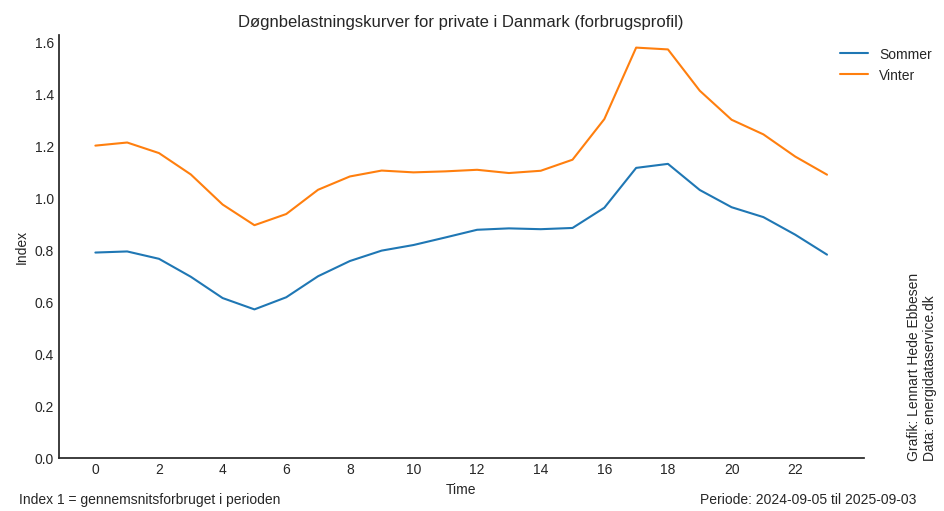 Døgnbelastningskurver for private i Danmark (forbrugsprofil)
Sommer
Vinter
1.6
1.4
1.2
1.0
0.8
0.6
0.4
0.2
0.0
Index
0 2 4 6 8 10 12 14 16 18 20 22
Time
Grafik: Lennart Hede Ebbesen
Data: energidataservice.dk
Index 1 = gennemsnitsforbruget i perioden
Periode: 2024-09-05 til 2025-09-03